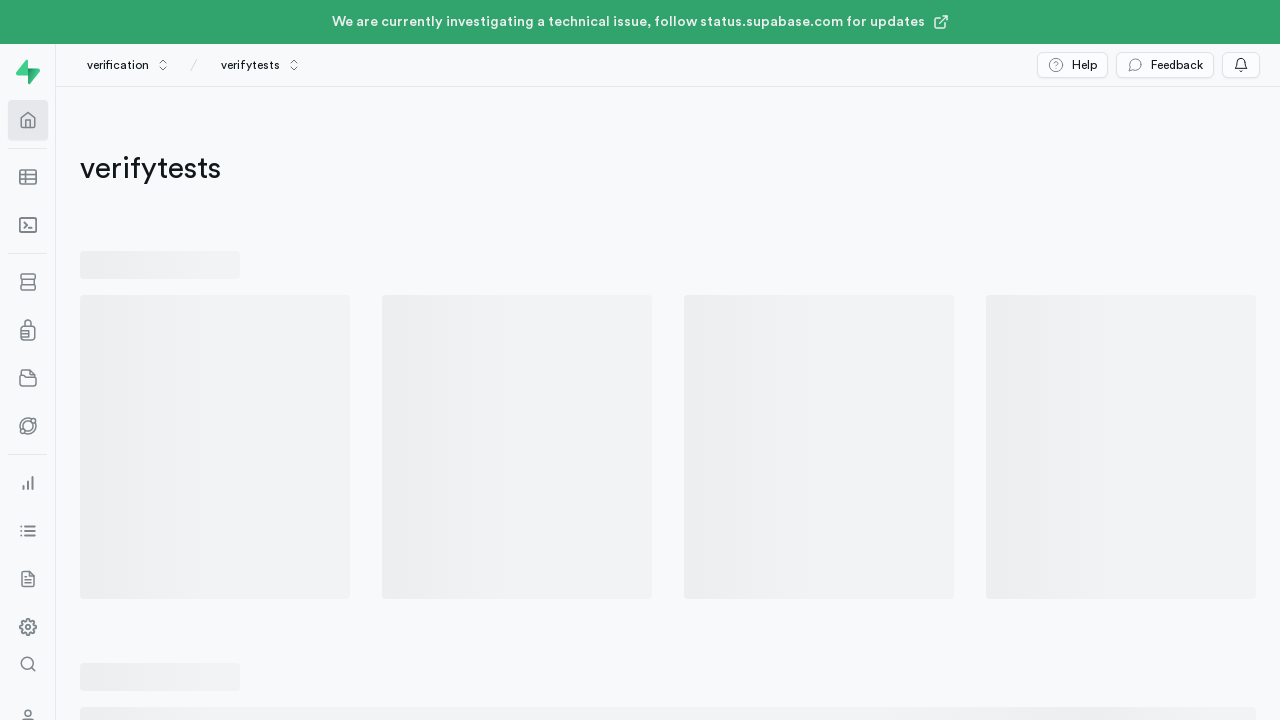 We are currently investigating a technical issue, follow status.supabase.com for updates
verification / verifytests
Help
Feedback
verifytests